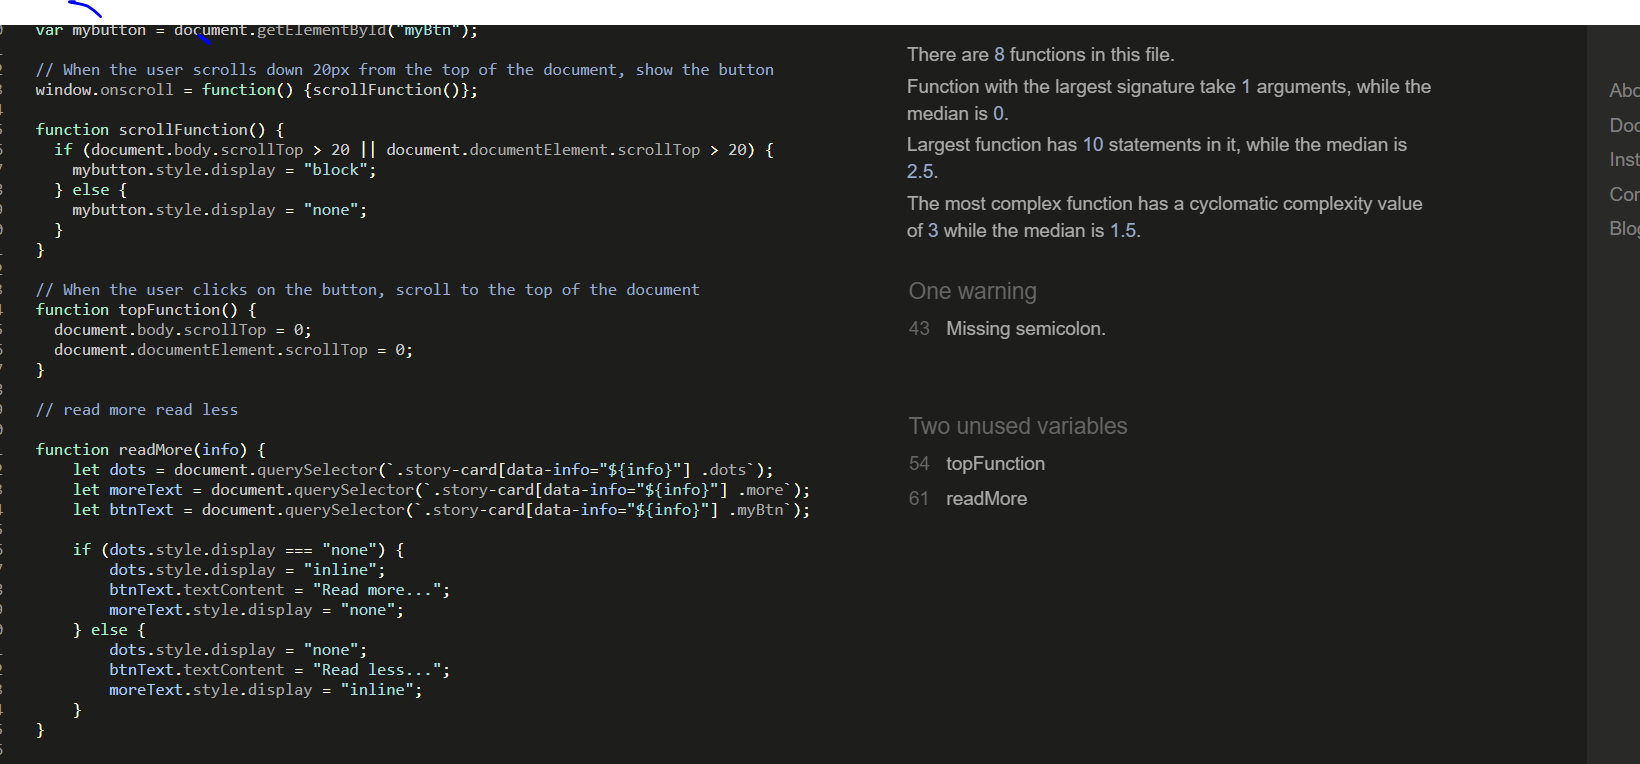 var mybutton = document.getElementById("myBtn");
// When the user scrolls down 20px from the top of the document, show the button
window.onscroll = function() {scrollFunction()};
function scrollFunction() {
if (document.body.scrollTop > 20 || document.documentElement.scrollTop > 20) {
mybutton.style.display = "block";
} else {
mybutton.style.display = "none";
}
}
// When the user clicks on the button, scroll to the top of the document
function topFunction() {
document.body.scrollTop = 0;
document.documentElement.scrollTop = 0;
}
// read more read less
function readMore(info) {
let dots = document.querySelector(`.story-card[data-info="${info}"] .dots`);
let moreText = document.querySelector(`.story-card[data-info="${info}"] .more`);
let btnText = document.querySelector(`.story-card[data-info="${info}"] .myBtn`);
if (dots.style.display === "none") {
dots.style.display = "inline";
btnText.textContent = "Read more...";
moreText.style.display = "none";
} else {
dots.style.display = "none";
btnText.textContent = "Read less...";
moreText.style.display = "inline";
}
}
There are 8 functions in this file.
Function with the largest signature take 1 arguments, while the
median is 0.
Largest function has 10 statements in it, while the median is
2.5.
The most complex function has a cyclomatic complexity value
of 3 while the median is 1.5.
One warning
43 Missing semicolon.
Two unused variables
54 topFunction
61 readMore